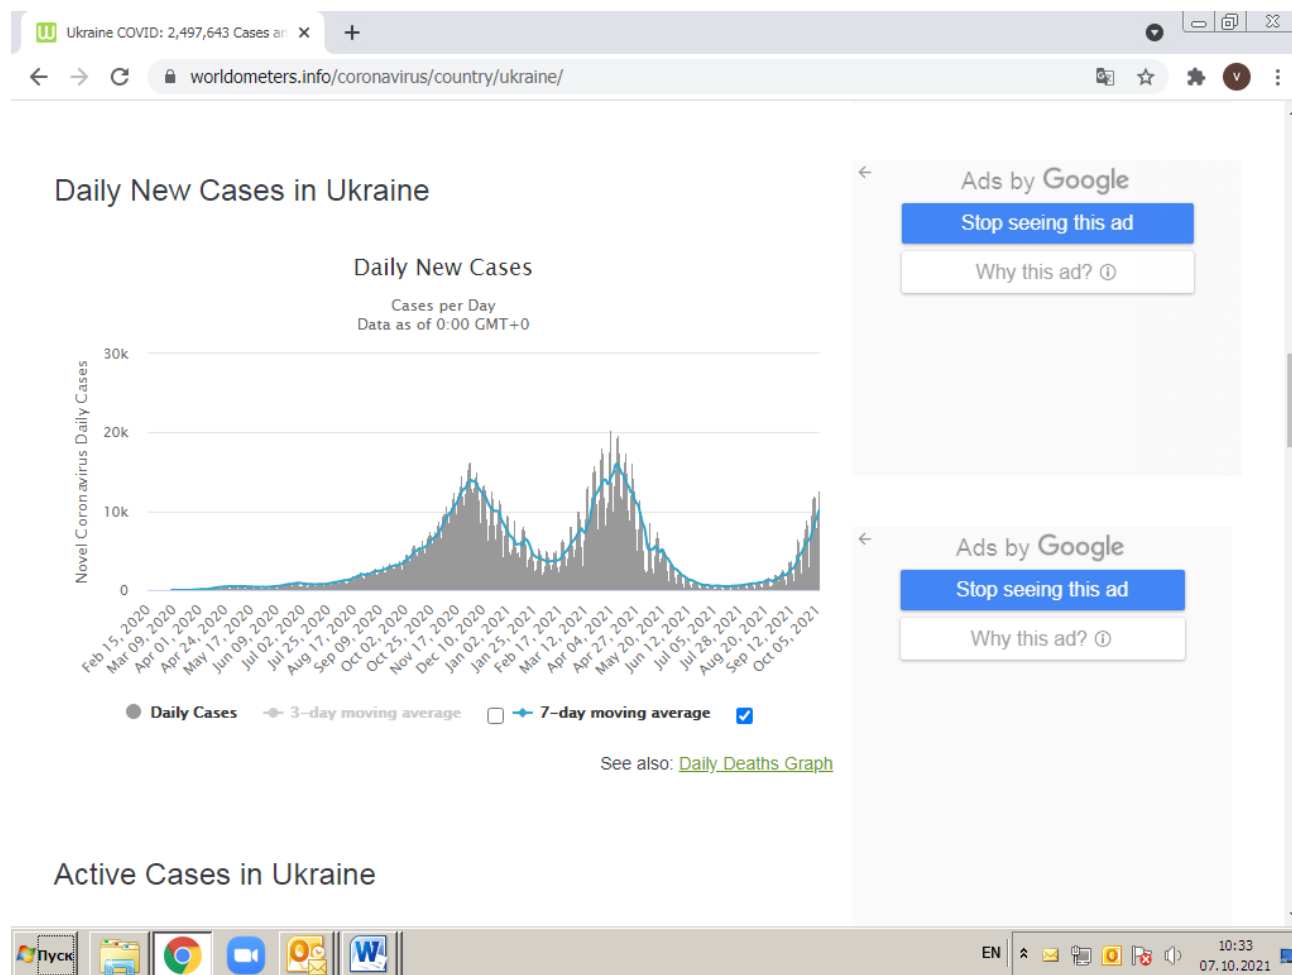 Ukraine COVID: 2,497,643 Cases an
worldometers.info/coronavirus/country/ukraine/
V
Daily New Cases in Ukraine
Daily New Cases
Cases per Day
Data as of 0:00 GMT+0
Novel Coronavirus Daily Cases
30k
20k
10k
0
Feb 15, 2020
Mar 09, 2020
Apr 01, 2020
Apr 24, 2020
May 17, 2020
Jun 09, 2020
Jul 02, 2020
Jul 25, 2020
Aug 17, 2020
Sep 09, 2020
Oct 02, 2020
Oct 25, 2020
Nov 17, 2020
Dec 10, 2020
Jan 02, 2021
Jan 25, 2021
Feb 17, 2021
Mar 12, 2021
Apr 04, 2021
Apr 27, 2021
May 20, 2021
Jun 12, 2021
Jul 05, 2021
Jul 28, 2021
Aug 20, 2021
Sep 12, 2021
Oct 05, 2021
Daily Cases 3-day moving average 7-day moving average
See also: Daily Deaths Graph
Active Cases in Ukraine
Ads by Google
Stop seeing this ad
Why this ad?
Ads by Google
Stop seeing this ad
Why this ad?
Пуск
EN
10:33
07.10.2021